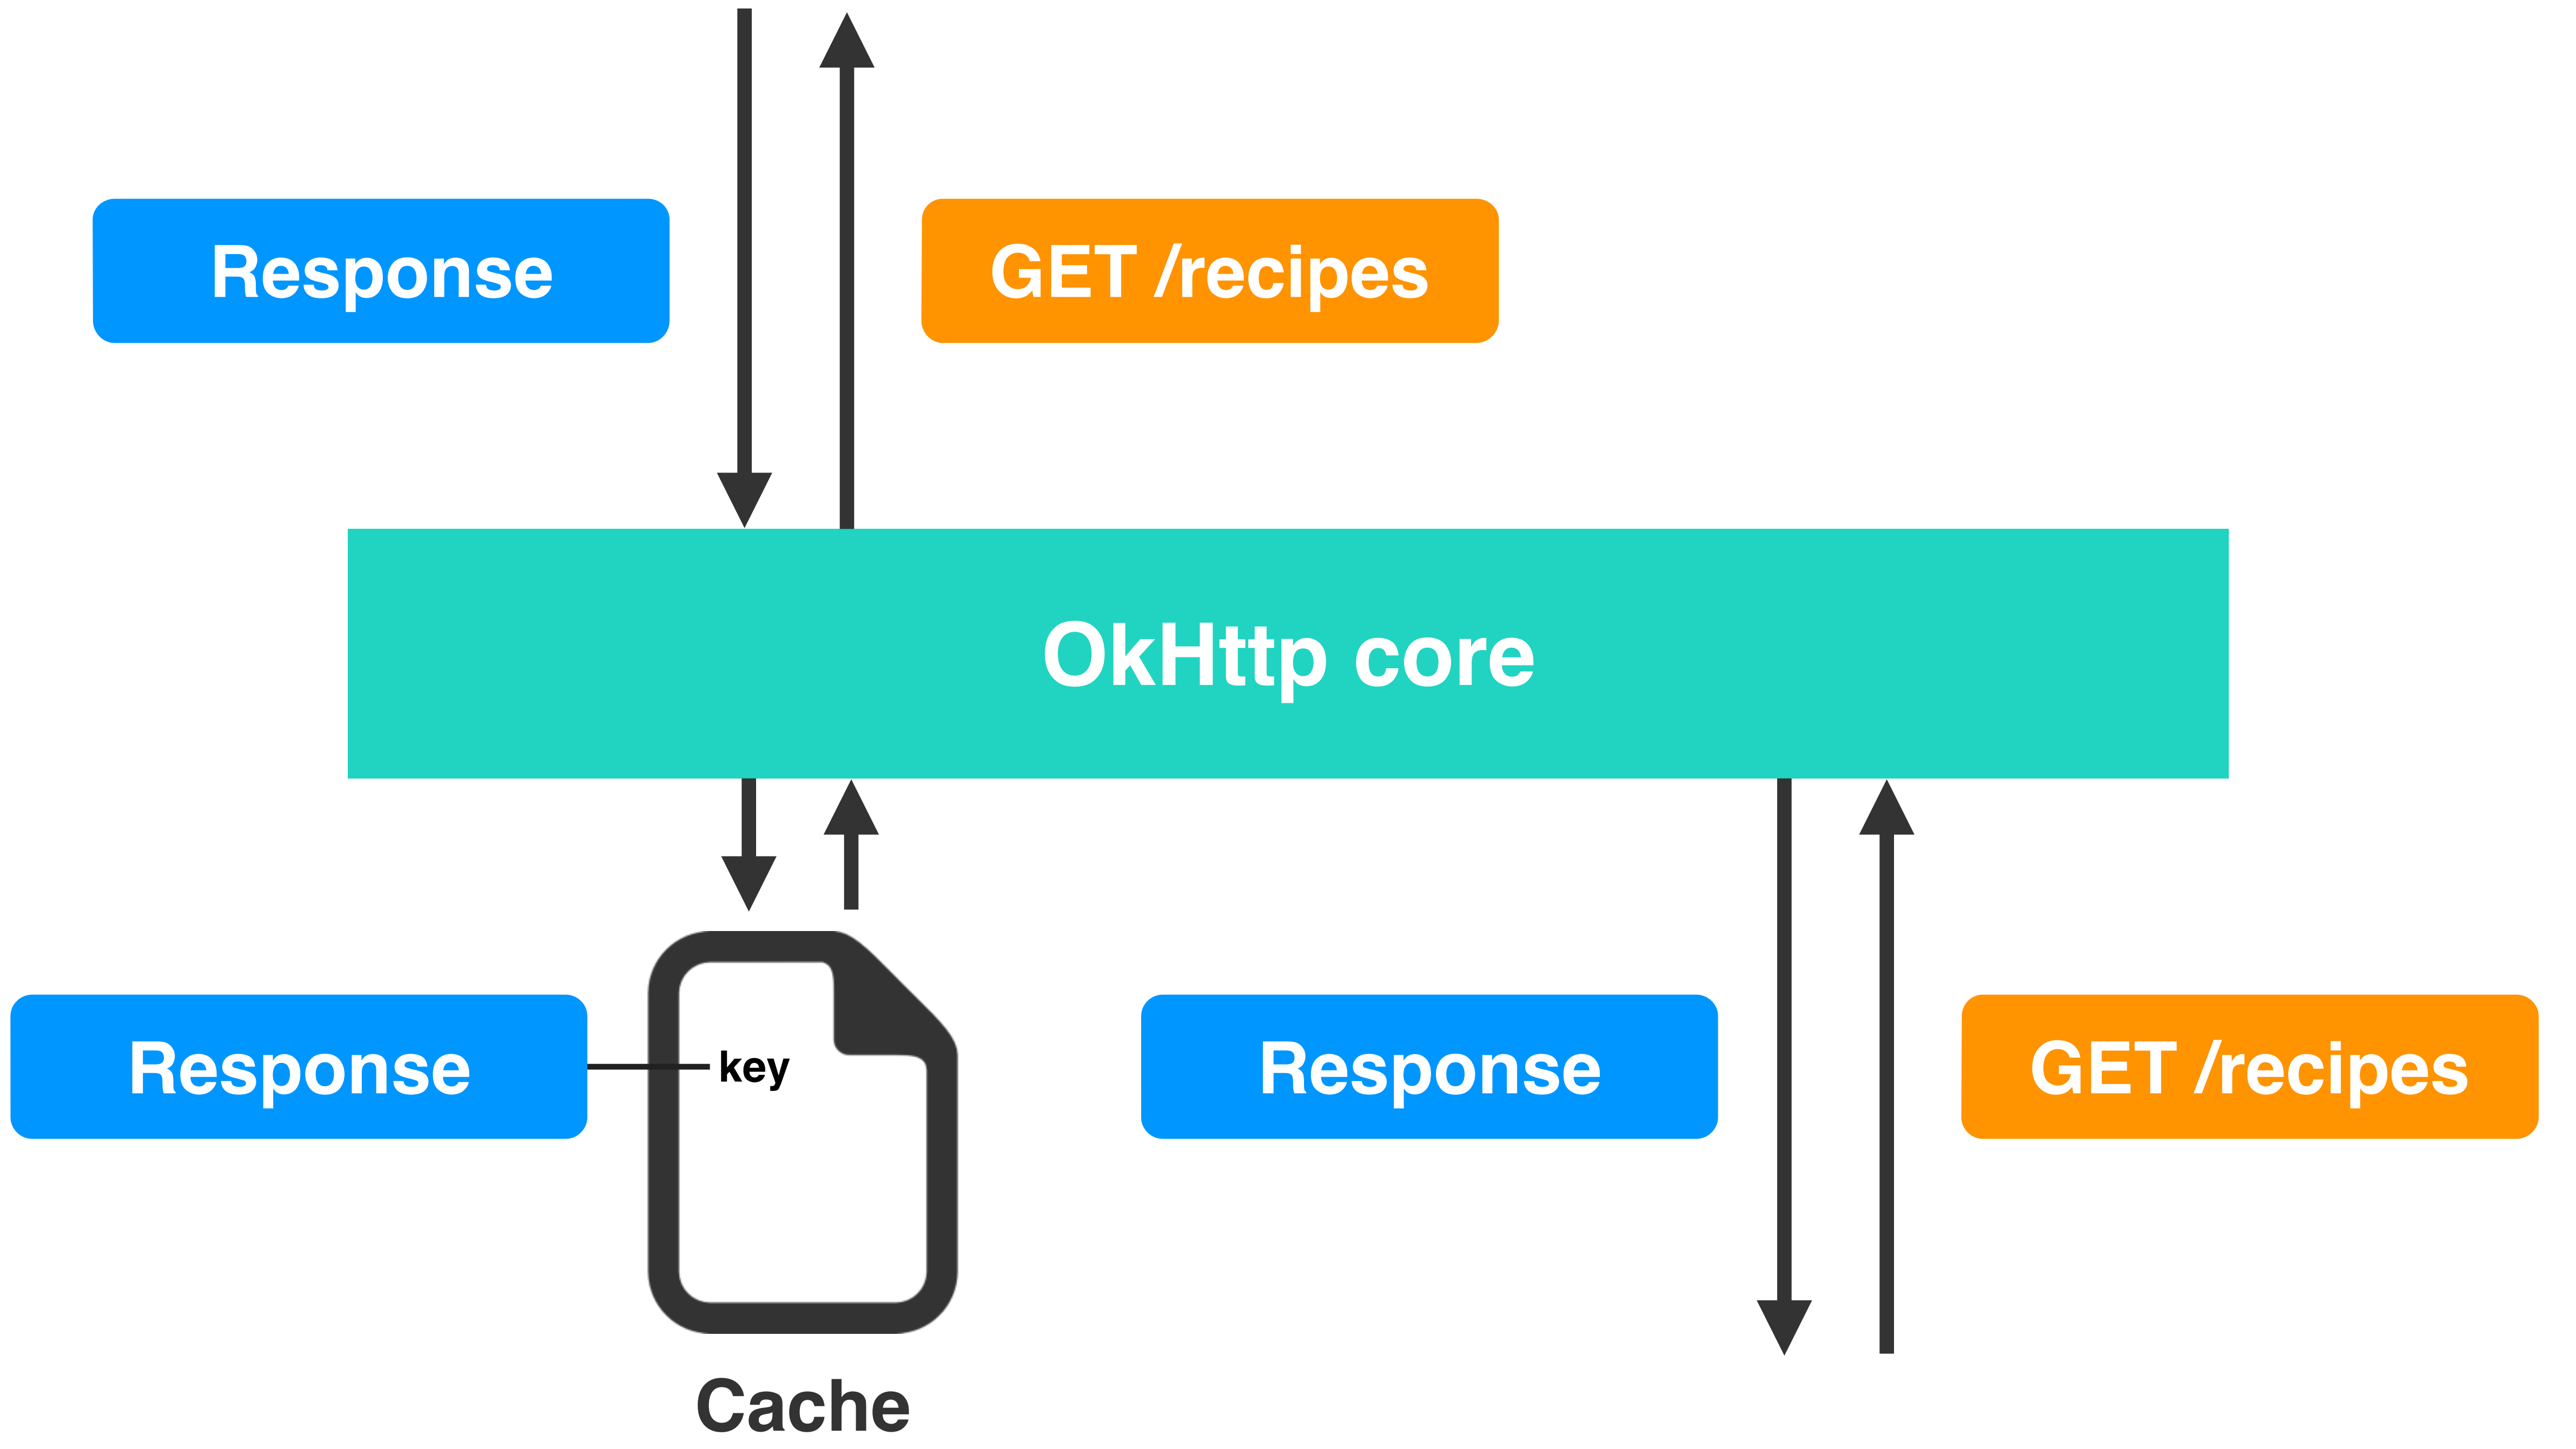 Response
GET /recipes
OkHttp core
Response
key
Response
GET /recipes
Cache